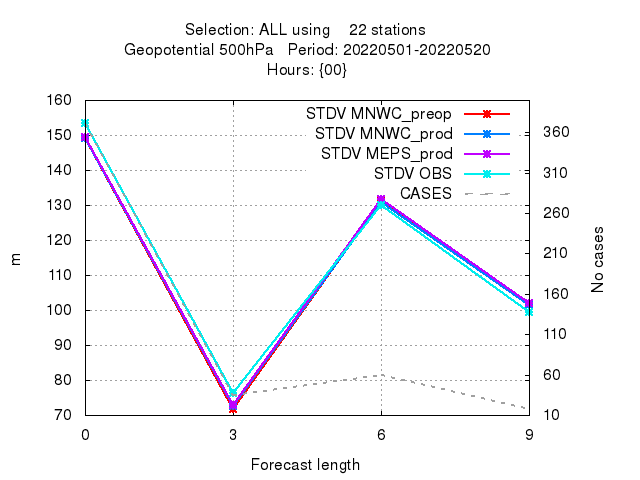 Selection: ALL using 22 stations
Geopotential 500hPa Period: 20220501-20220520
Hours: {00}
160
150
140
130
120
110
100
90
80
70
m
STDV MNWC_preop
STDV MNWC_prod
STDV MEPS_prod
STDV OBS
CASES
360
310
260
210
160
110
60
10
No cases
0 3 6 9
Forecast length